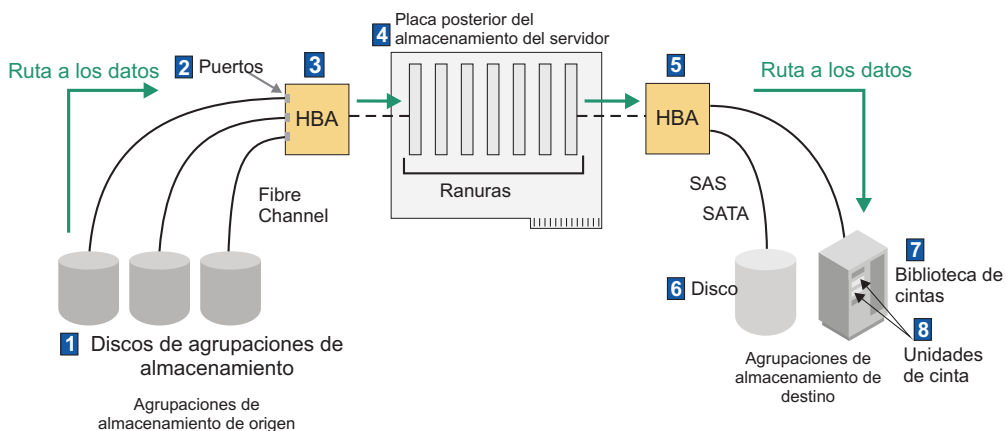 Ruta a los datos
2 Puertos
3
HBA
Fibre
Channel
4 Placa posterior del
almacenamiento del servidor
Ranuras
5
HBA
Ruta a los datos
SAS
SATA
1 Discos de agrupaciones de
almacenamiento
Agrupaciones de
almacenamiento de origen
6 Disco
7
Biblioteca de
cintas
8
Unidades
de cinta
Agrupaciones de
almacenamiento de
destino